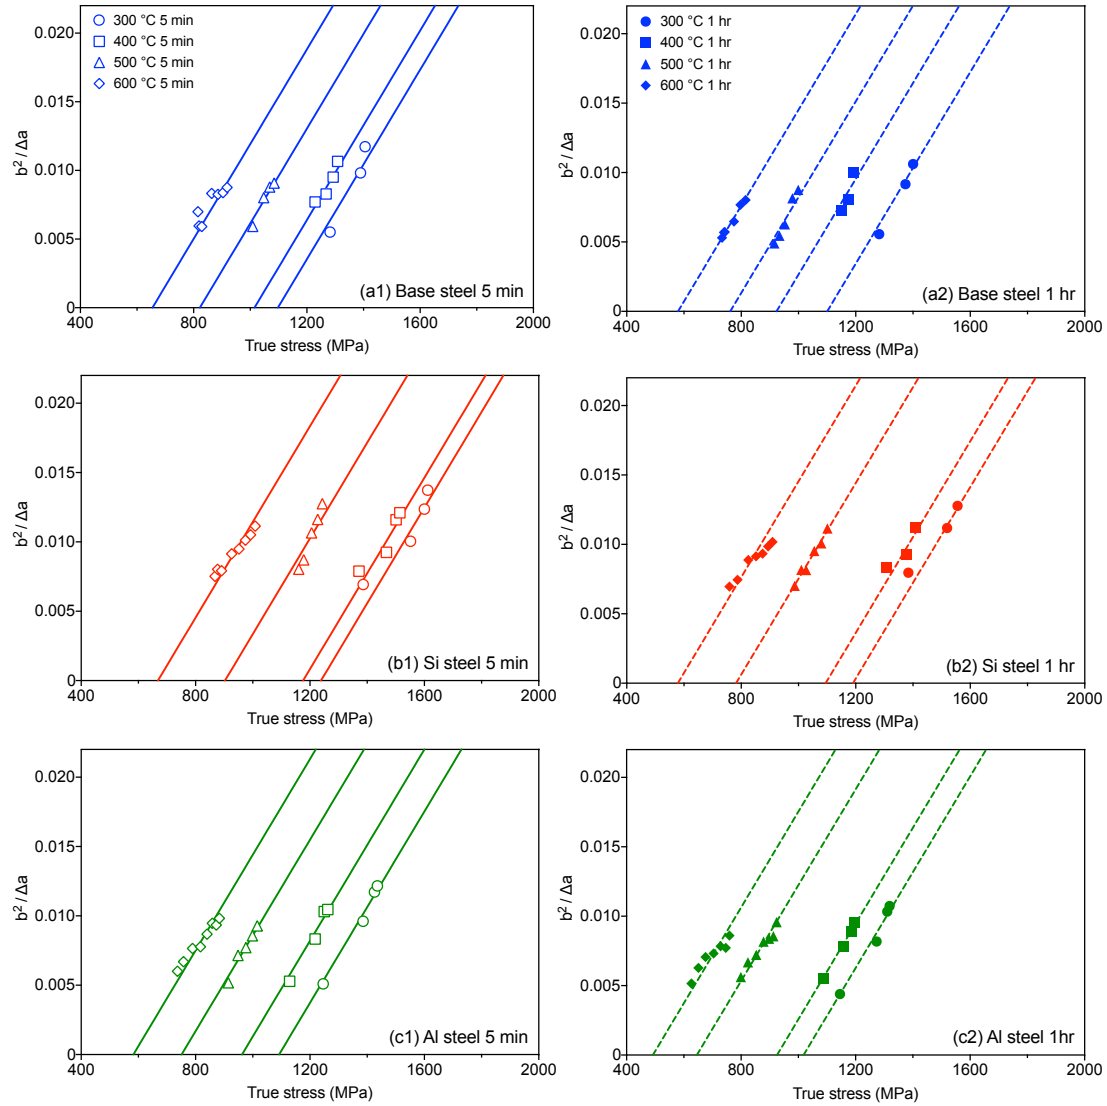 0.020
0.015
0.010
0.005
0
b² / Δa
300 °C 5 min
400 °C 5 min
500 °C 5 min
600 °C 5 min
(a1) Base steel 5 min
400 800 1200 1600 2000
True stress (MPa)
0.020
0.015
0.010
0.005
0
b² / Δa
300 °C 1 hr
400 °C 1 hr
500 °C 1 hr
600 °C 1 hr
(a2) Base steel 1 hr
400 800 1200 1600 2000
True stress (MPa)
0.020
0.015
0.010
0.005
0
b² / Δa
(b1) Si steel 5 min
400 800 1200 1600 2000
True stress (MPa)
0.020
0.015
0.010
0.005
0
b² / Δa
(b2) Si steel 1 hr
400 800 1200 1600 2000
True stress (MPa)
0.020
0.015
0.010
0.005
0
b² / Δa
(c1) Al steel 5 min
400 800 1200 1600 2000
True stress (MPa)
0.020
0.015
0.010
0.005
0
b² / Δa
(c2) Al steel 1hr
400 800 1200 1600 2000
True stress (MPa)